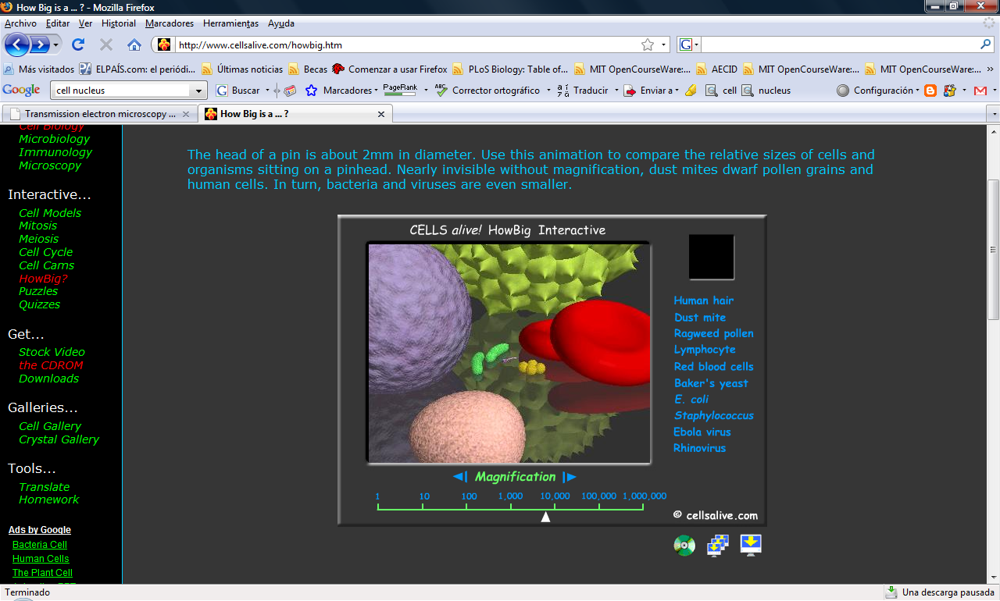 How Big is a ... ? - Mozilla Firefox
Archivo Editar Ver Historial Marcadores Herramientas Ayuda
http://www.cellsalive.com/howbig.htm
Más visitados ELPAÍS.com: el periódi... Últimas noticias Becas Comenzar a usar Firefox PLoS Biology: Table of... MIT OpenCourseWare:... AECID MIT OpenCourseWare:... MIT OpenCourseWare:... »
Google cell nucleus G Buscar Marcadores PageRank ABC Corrector ortográfico Traducir Enviar a cell nucleus Configuración
Transmission electron microscopy ... How Big is a ... ?
Cell Biology
Microbiology
Immunology
Microscopy
Interactive...
Cell Models
Mitosis
Meiosis
Cell Cycle
Cell Cams
HowBig?
Puzzles
Quizzes
Get...
Stock Video
the CDROM
Downloads
Galleries...
Cell Gallery
Crystal Gallery
Tools...
Translate
Homework
Ads by Google
Bacteria Cell
Human Cells
The Plant Cell
The head of a pin is about 2mm in diameter. Use this animation to compare the relative sizes of cells and
organisms sitting on a pinhead. Nearly invisible without magnification, dust mites dwarf pollen grains and
human cells. In turn, bacteria and viruses are even smaller.
CELLS alive! HowBig Interactive
Human hair
Dust mite
Ragweed pollen
Lymphocyte
Red blood cells
Baker's yeast
E. coli
Staphylococcus
Ebola virus
Rhinovirus
Magnification
1 10 100 1,000 10,000 100,000 1,000,000
© cellsalive.com
Terminado Una descarga pausada